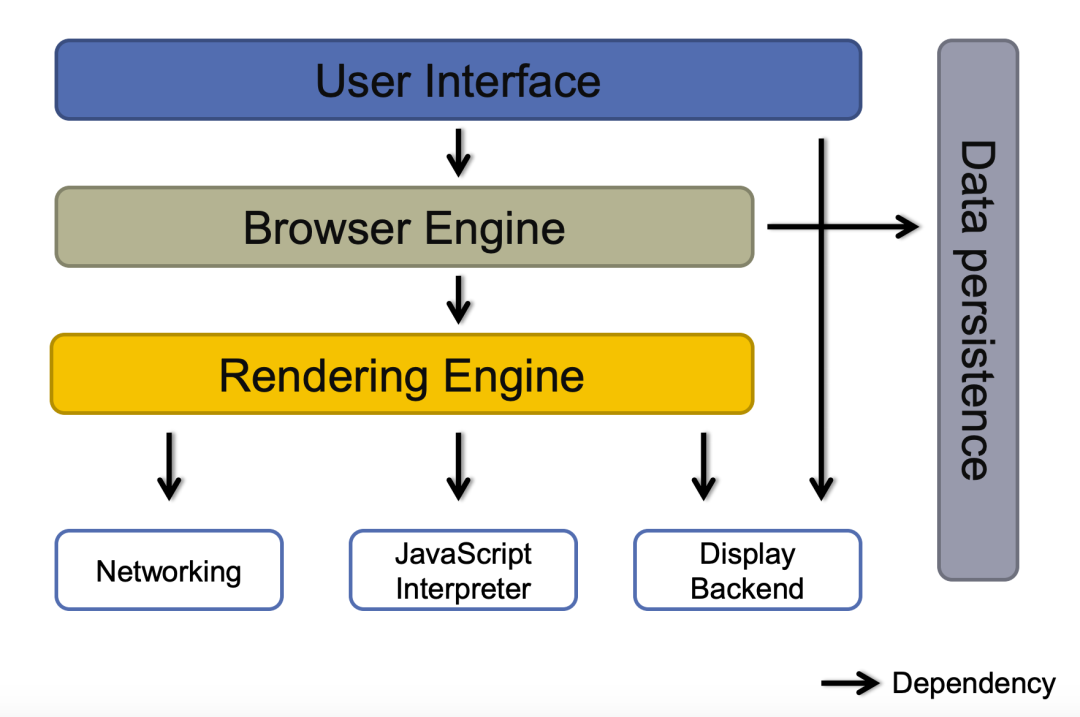 User Interface
Browser Engine
Data persistence
Rendering Engine
Networking
JavaScript
Interpreter
Display
Backend
Dependency